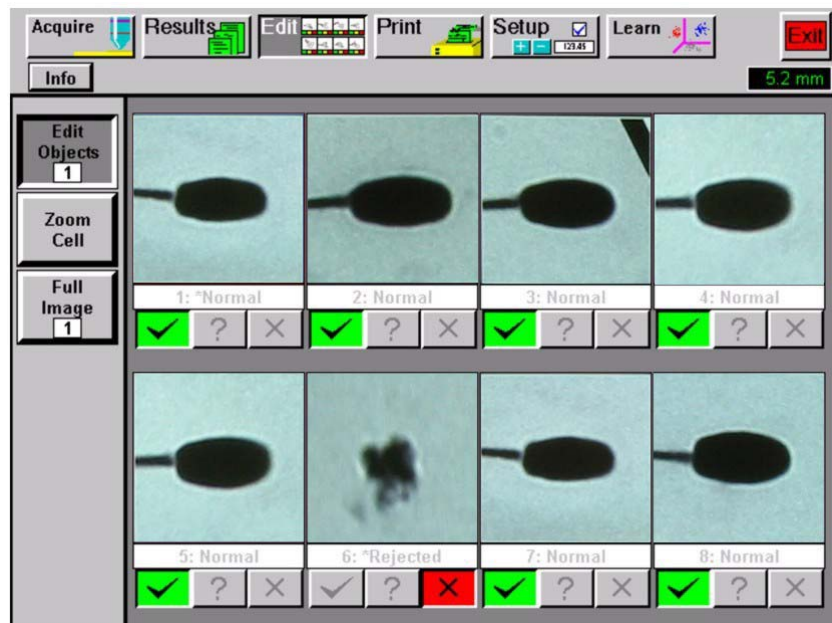 Acquire
Results
Edit
Print
Setup
123.45
Learn
Exit
Info
5.2 mm
Edit
Objects
1
Zoom
Cell
Full
Image
1
1: *Normal
2: Normal
3: Normal
4: Normal
?
?
?
?
5: Normal
6: *Rejected
7: Normal
8: Normal
?
?
?
?